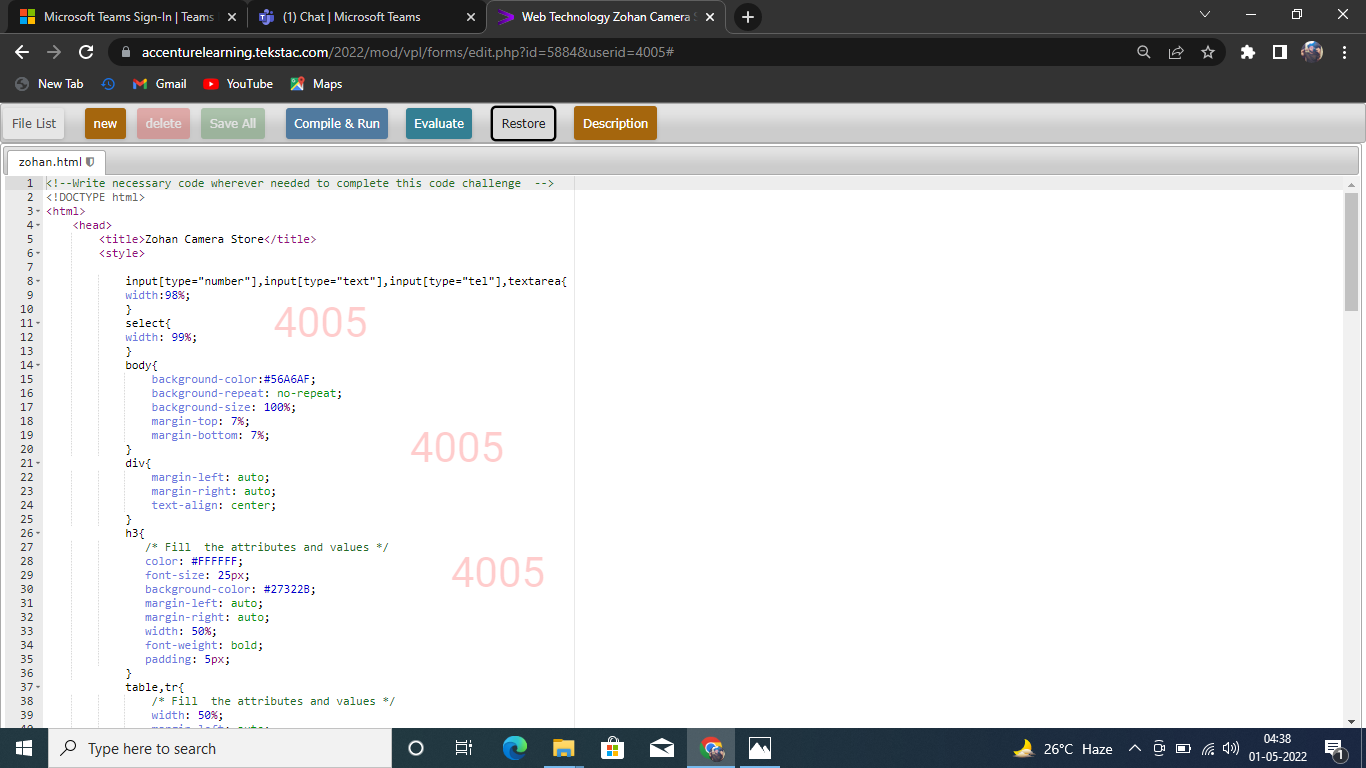 Microsoft Teams Sign-In | Teams
(1) Chat | Microsoft Teams
Web Technology Zohan Camera S
accenturelearning.tekstac.com/2022/mod/vpl/forms/edit.php?id=5884&userid=4005#
New Tab
Gmail
YouTube
Maps
File List
new
delete
Save All
Compile & Run
Evaluate
Restore
Description
zohan.html
1 <!--Write necessary code wherever needed to complete this code challenge -->
2 <!DOCTYPE html>
3 <html>
4 <head>
5 <title>Zohan Camera Store</title>
6 <style>
7
8 input[type="number"],input[type="text"],input[type="tel"],textarea{
9 width:98%;
10 }
11 select{
12 width: 99%;
13 }
14 body{
15 background-color:#56A6AF;
16 background-repeat: no-repeat;
17 background-size: 100%;
18 margin-top: 7%;
19 margin-bottom: 7%;
20 }
21 div{
22 margin-left: auto;
23 margin-right: auto;
24 text-align: center;
25 }
26 h3{
27 /* Fill the attributes and values */
28 color: #FFFFFF;
29 font-size: 25px;
30 background-color: #27322B;
31 margin-left: auto;
32 margin-right: auto;
33 width: 50%;
34 font-weight: bold;
35 padding: 5px;
36 }
37 table,tr{
38 /* Fill the attributes and values */
39 width: 50%;
4005
4005
4005
Type here to search
26°C Haze
04:38
01-05-2022
1